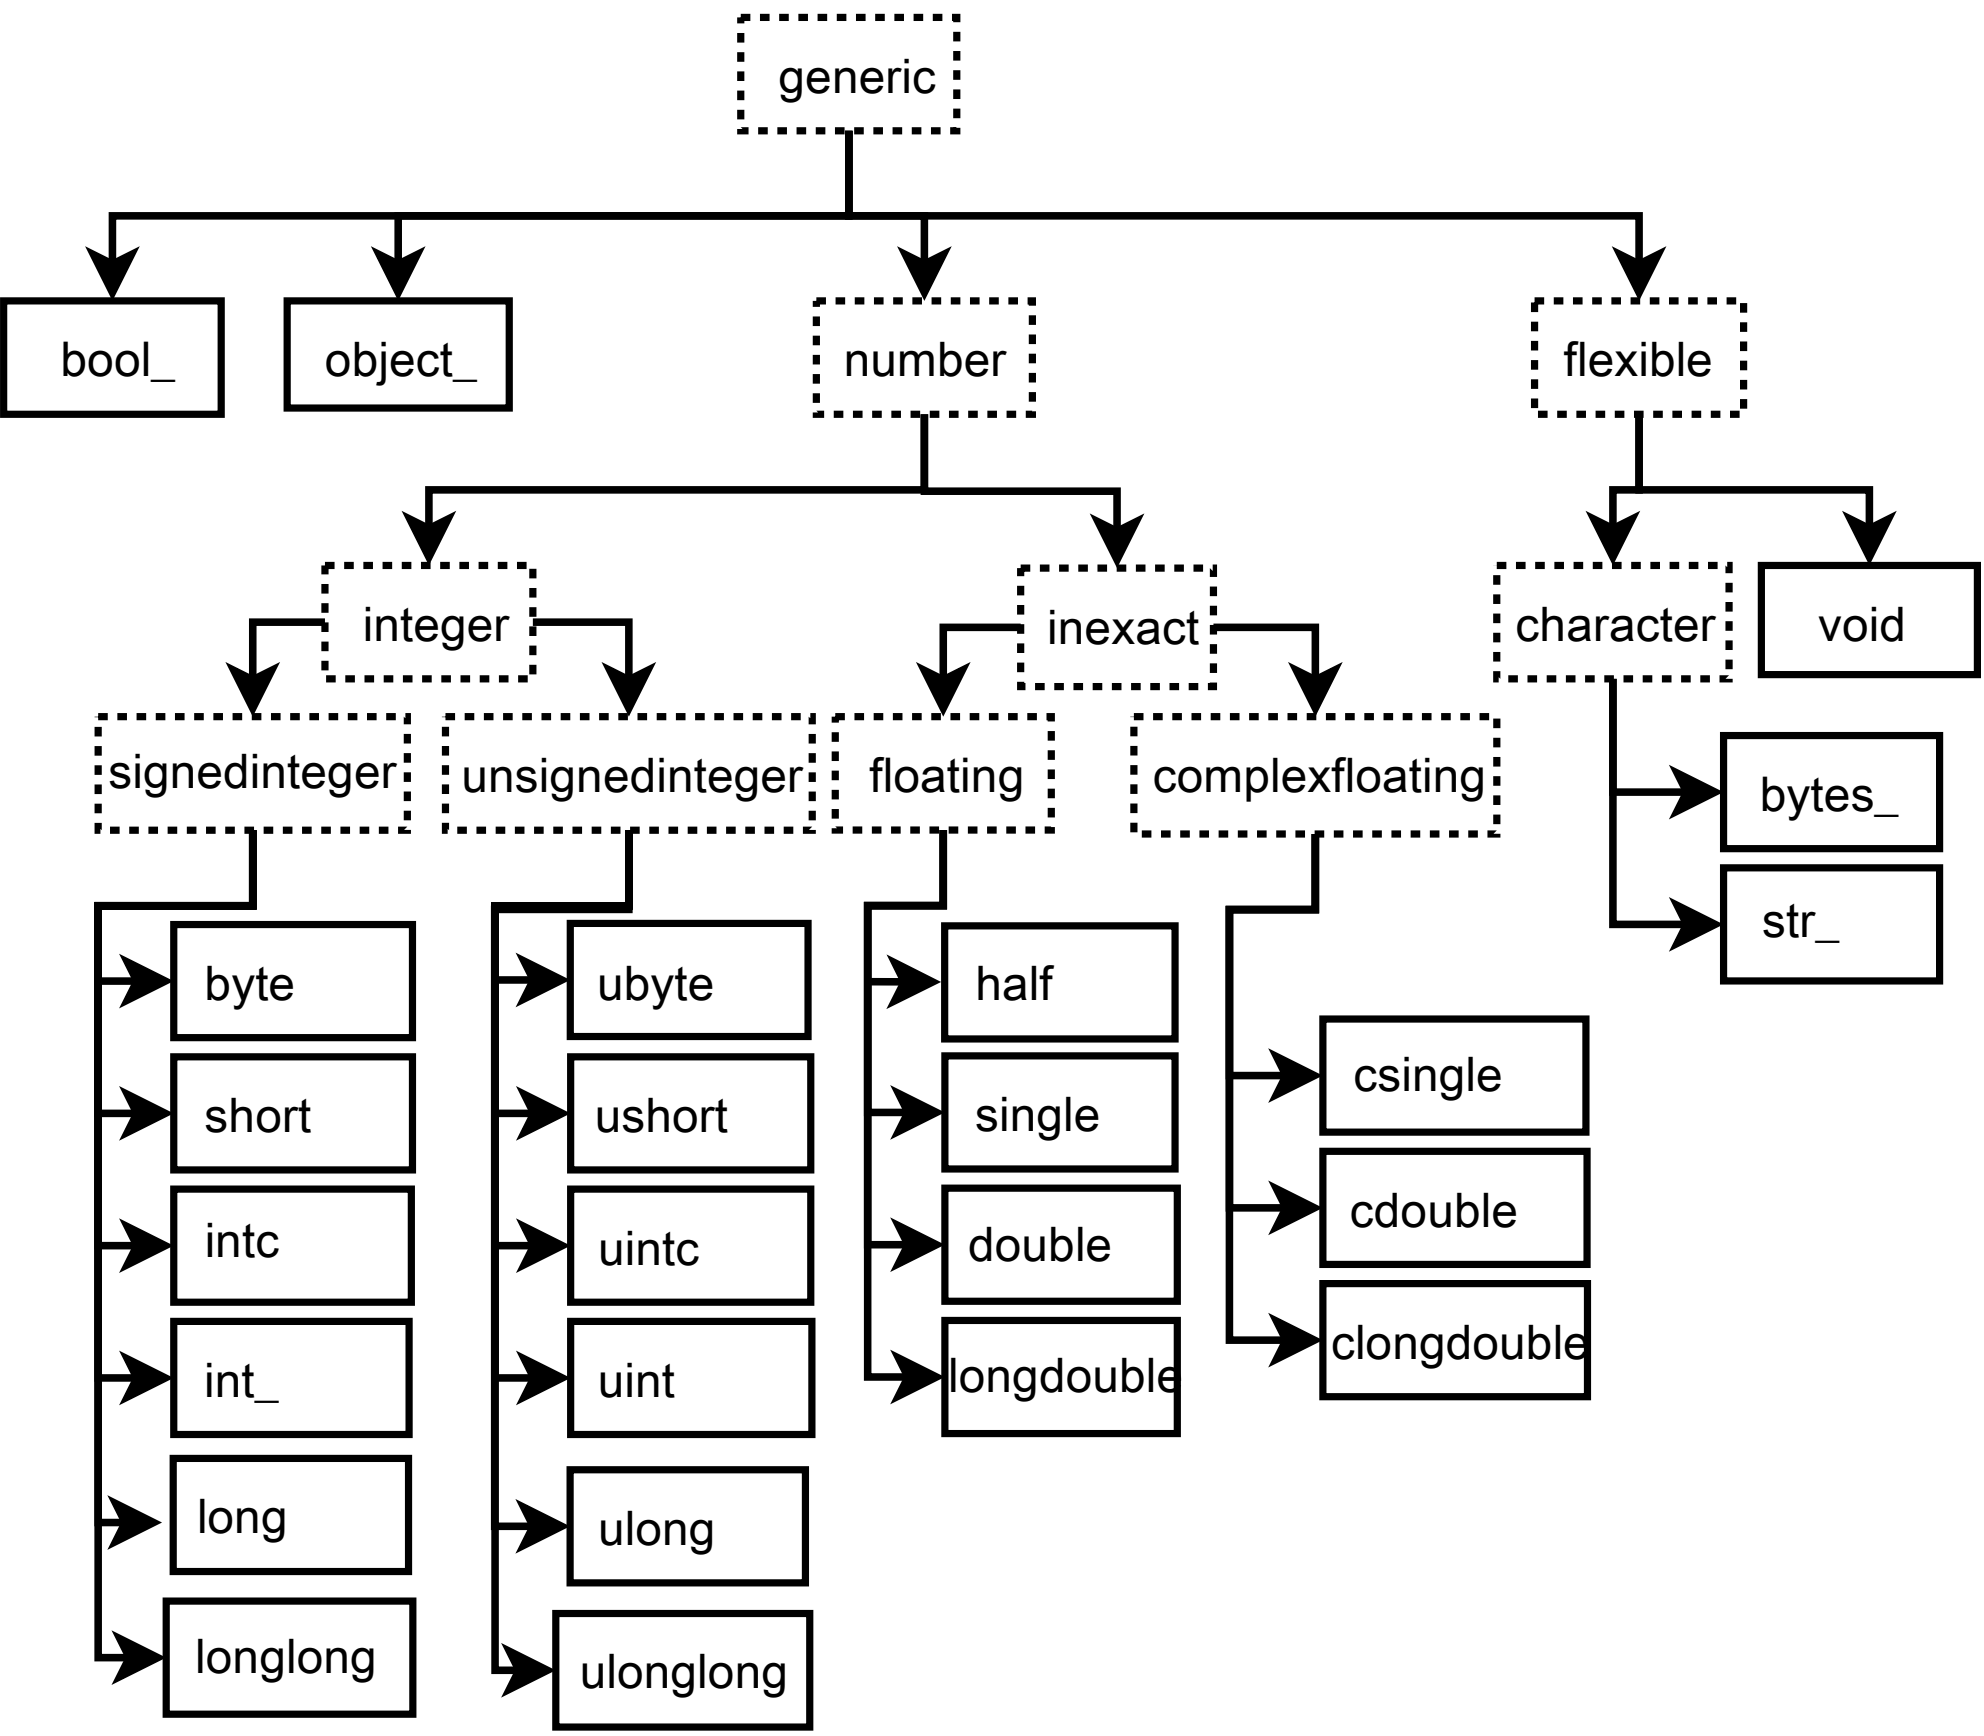 generic
bool_
object_
number
flexible
integer
inexact
character
void
signedinteger
unsignedinteger
floating
complexfloating
bytes_
str_
byte
short
intc
int_
long
longlong
ubyte
ushort
uintc
uint
ulong
ulonglong
half
single
double
longdouble
csingle
cdouble
clongdouble